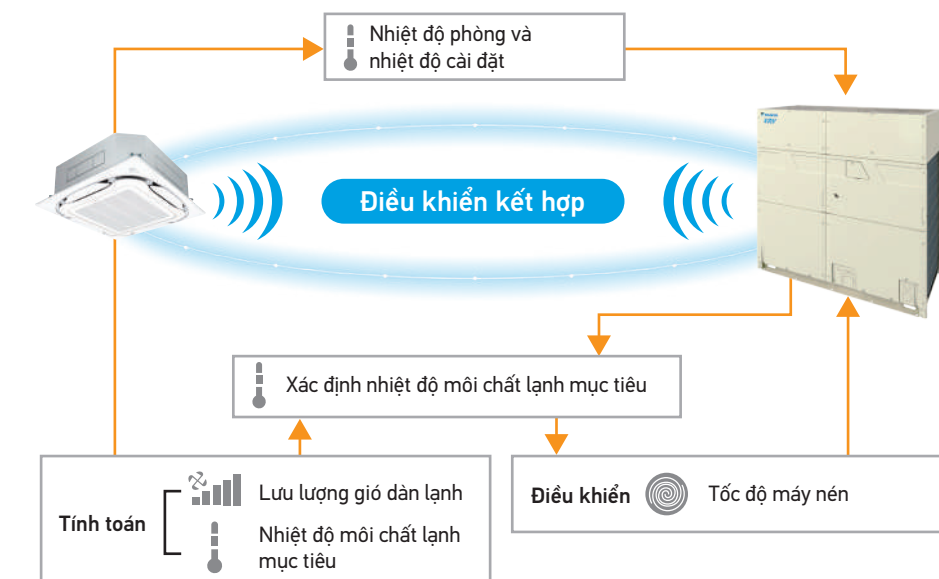 Nhiệt độ phòng và
nhiệt độ cài đặt
Điều khiển kết hợp
Xác định nhiệt độ môi chất lạnh mục tiêu
Tính toán
Lưu lượng gió dàn lạnh
Nhiệt độ môi chất lạnh
mục tiêu
Điều khiển
Tốc độ máy nén